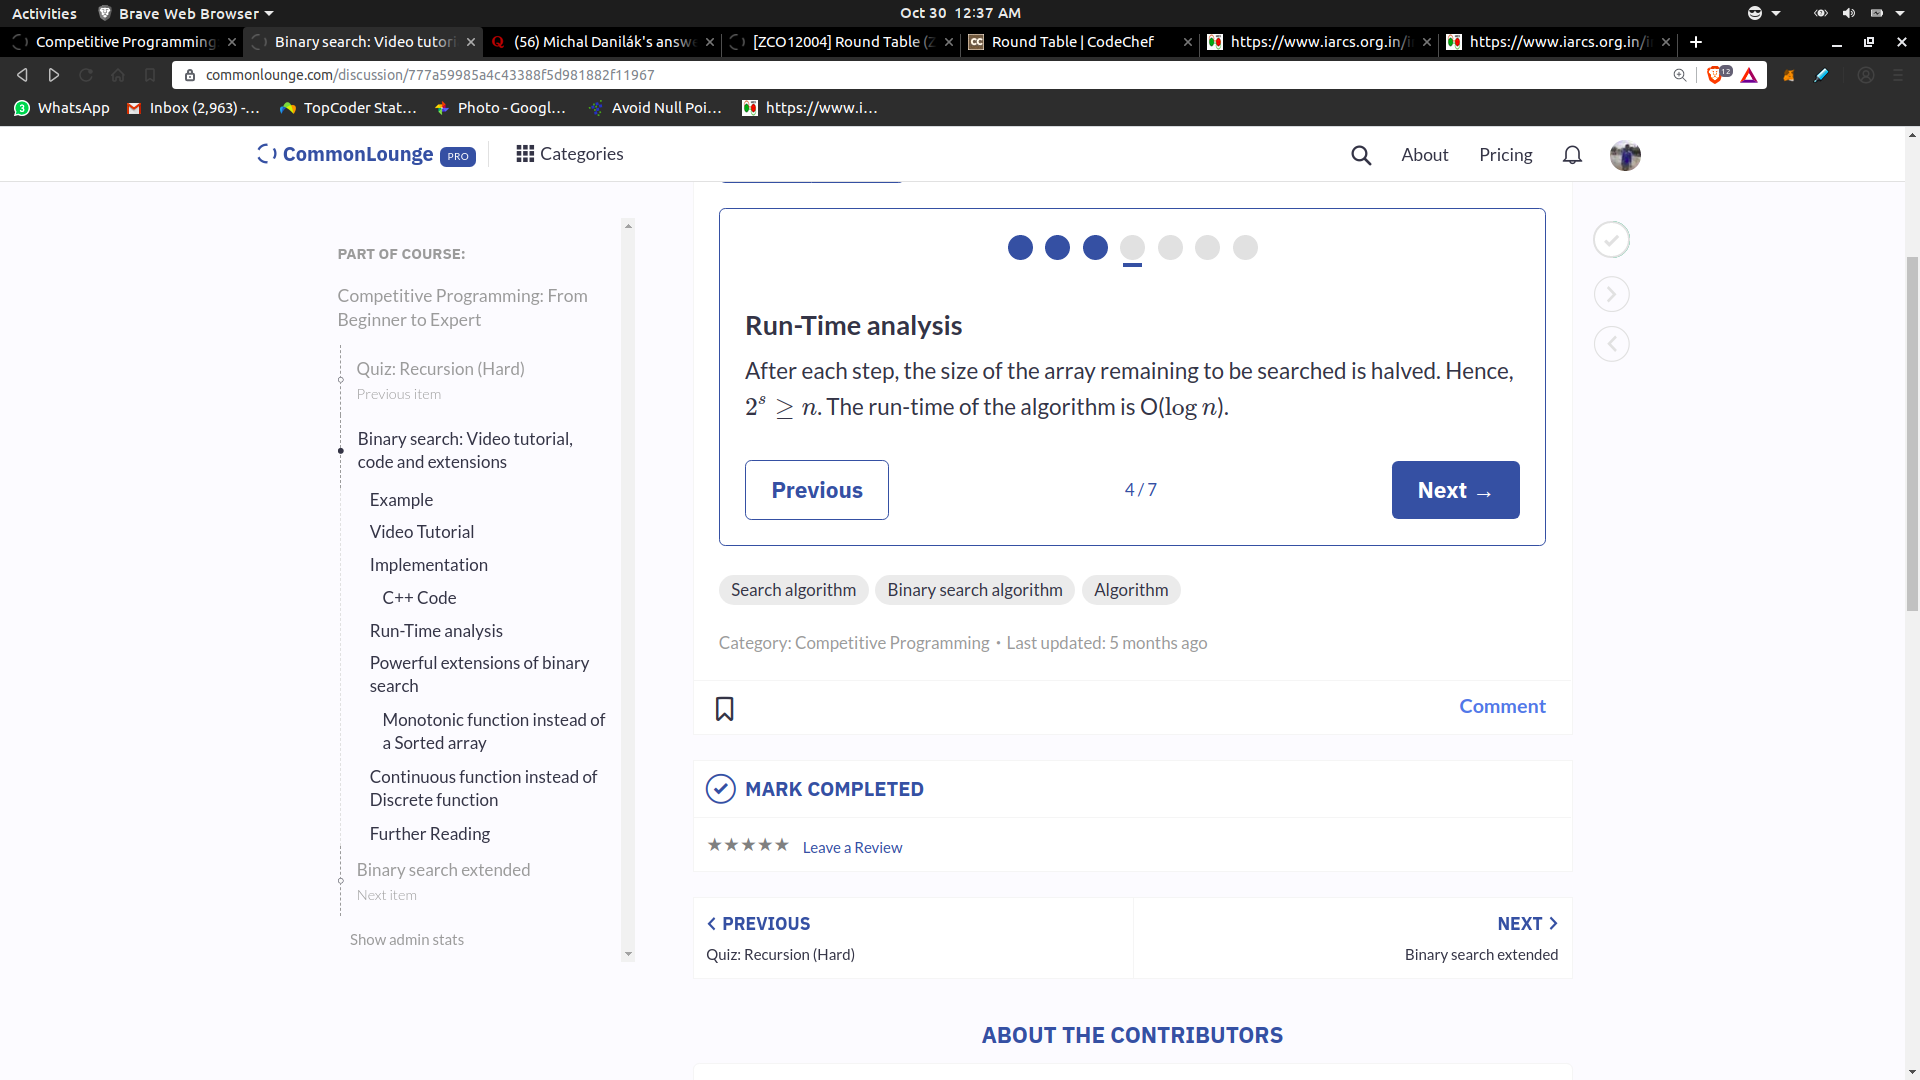 Activities
Brave Web Browser
Oct 30 12:37 AM
Competitive Programming
Binary search: Video tutori
(56) Michal Danilák's answ
[ZCO12004] Round Table (Z
Round Table | CodeChef
https://www.iarcs.org.in/i
https://www.iarcs.org.in/i
commonlounge.com/discussion/777a59985a4c43388f5d981882f11967
12
3
WhatsApp
Inbox (2,963) -...
TopCoder Stat...
Photo - Googl...
Avoid Null Poi...
https://www.i...
CommonLounge PRO
Categories
About
Pricing
PART OF COURSE:
Competitive Programming: From
Beginner to Expert
Quiz: Recursion (Hard)
Previous item
Binary search: Video tutorial,
code and extensions
Example
Video Tutorial
Implementation
C++ Code
Run-Time analysis
Powerful extensions of binary
search
Monotonic function instead of
a Sorted array
Continuous function instead of
Discrete function
Further Reading
Binary search extended
Next item
Show admin stats
Run-Time analysis
After each step, the size of the array remaining to be searched is halved. Hence,
2^s ≥ n. The run-time of the algorithm is O(log n).
Previous
4 / 7
Next →
Search algorithm
Binary search algorithm
Algorithm
Category: Competitive Programming • Last updated: 5 months ago
Comment
MARK COMPLETED
★★★★★ Leave a Review
PREVIOUS
Quiz: Recursion (Hard)
NEXT
Binary search extended
ABOUT THE CONTRIBUTORS